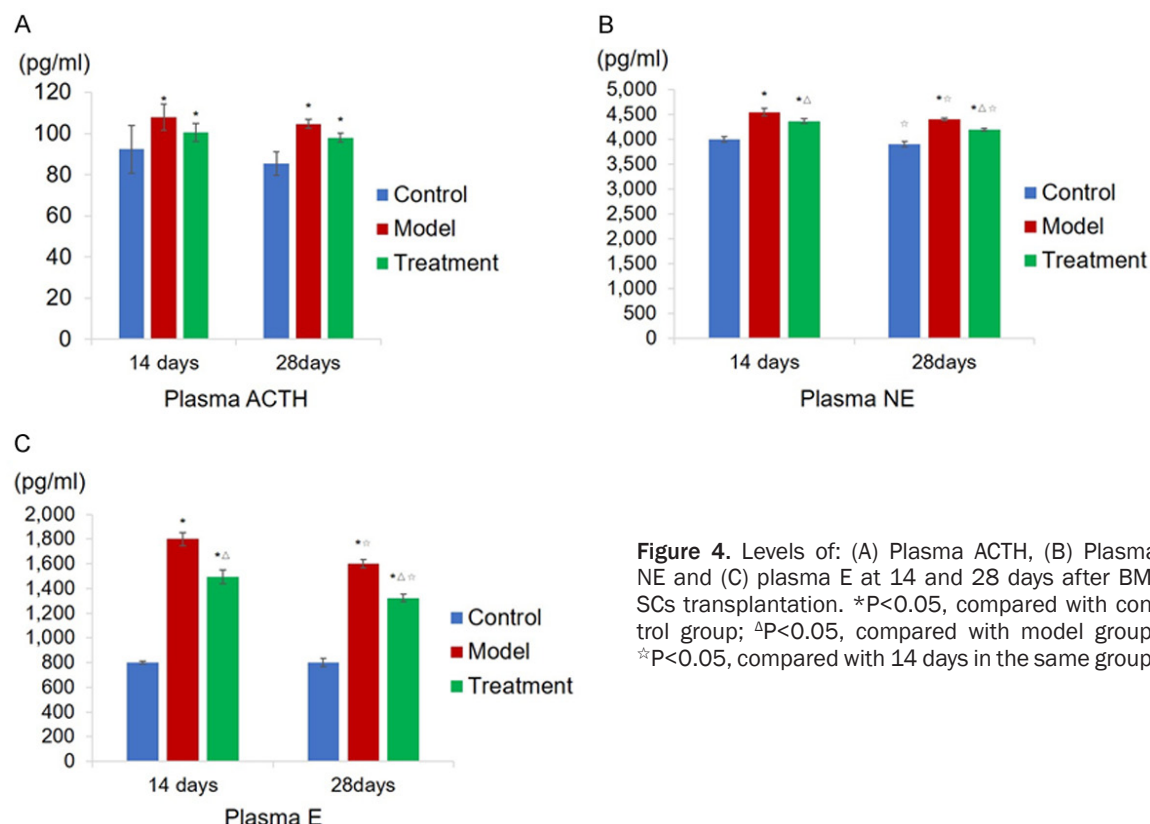 A
(pg/ml)
120
100
80
60
40
20
0
* * * *
14 days 28days
Plasma ACTH
Control
Model
Treatment
B
(pg/ml)
5,000
4,500
4,000
3,500
3,000
2,500
2,000
1,500
1,000
500
0
* *△ ☆ *☆ *△☆
14 days 28days
Plasma NE
Control
Model
Treatment
C
(pg/ml)
2,000
1,800
1,600
1,400
1,200
1,000
800
600
400
200
0
* *△ *☆ *△☆
14 days 28days
Plasma E
Control
Model
Treatment
Figure 4. Levels of: (A) Plasma ACTH, (B) Plasma
NE and (C) plasma E at 14 and 28 days after BM
SCs transplantation. *P<0.05, compared with con
trol group; ΔP<0.05, compared with model group
☆P<0.05, compared with 14 days in the same group